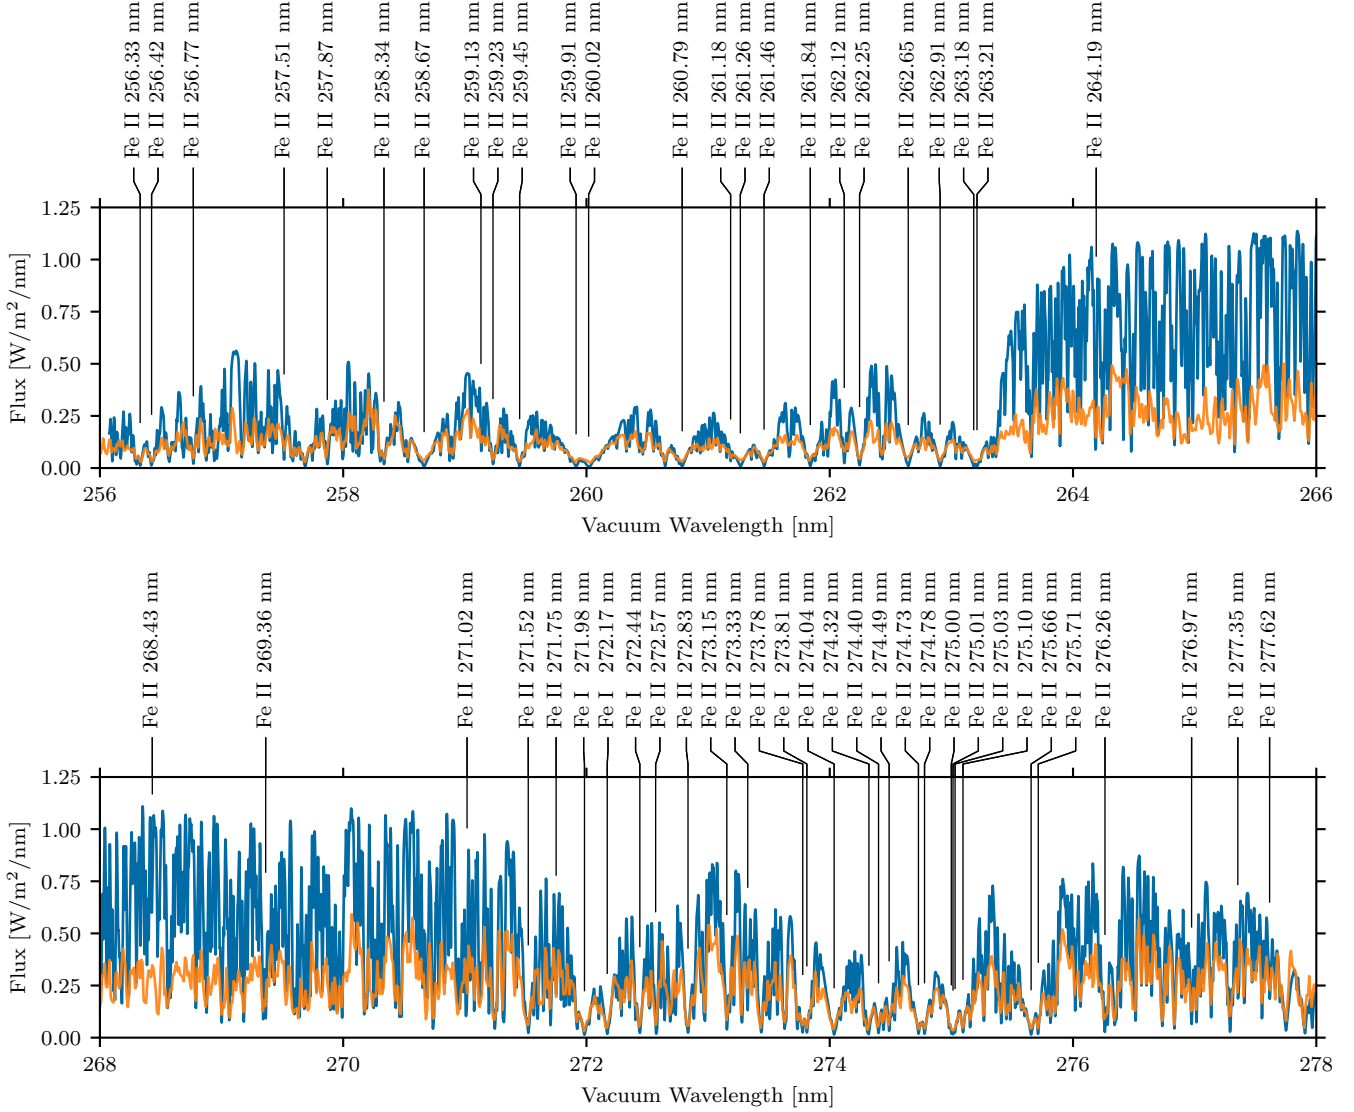 Fe II 256.33 nm
Fe II 256.42 nm
Fe II 256.77 nm
Fe II 257.51 nm
Fe II 257.87 nm
Fe II 258.34 nm
Fe II 258.67 nm
Fe II 259.13 nm
Fe II 259.23 nm
Fe II 259.45 nm
Fe II 259.91 nm
Fe II 260.02 nm
Fe II 260.79 nm
Fe II 261.18 nm
Fe II 261.26 nm
Fe II 261.46 nm
Fe II 261.84 nm
Fe II 262.12 nm
Fe II 262.25 nm
Fe II 262.65 nm
Fe II 262.91 nm
Fe II 263.18 nm
Fe II 263.21 nm
Fe II 264.19 nm
Flux [W/m²/nm]
1.25
1.00
0.75
0.50
0.25
0.00
256
258
260
262
264
266
Vacuum Wavelength [nm]
Fe II 268.43 nm
Fe II 269.36 nm
Fe II 271.02 nm
Fe II 271.52 nm
Fe II 271.75 nm
Fe I 271.98 nm
Fe I 272.17 nm
Fe I 272.44 nm
Fe II 272.57 nm
Fe II 272.83 nm
Fe II 273.15 nm
Fe II 273.33 nm
Fe II 273.78 nm
Fe I 273.81 nm
Fe II 274.04 nm
Fe I 274.32 nm
Fe II 274.40 nm
Fe I 274.49 nm
Fe II 274.73 nm
Fe II 274.78 nm
Fe II 275.00 nm
Fe II 275.01 nm
Fe II 275.03 nm
Fe I 275.10 nm
Fe II 275.66 nm
Fe I 275.71 nm
Fe II 276.26 nm
Fe II 276.97 nm
Fe II 277.35 nm
Fe II 277.62 nm
Flux [W/m²/nm]
1.25
1.00
0.75
0.50
0.25
0.00
268
270
272
274
276
278
Vacuum Wavelength [nm]